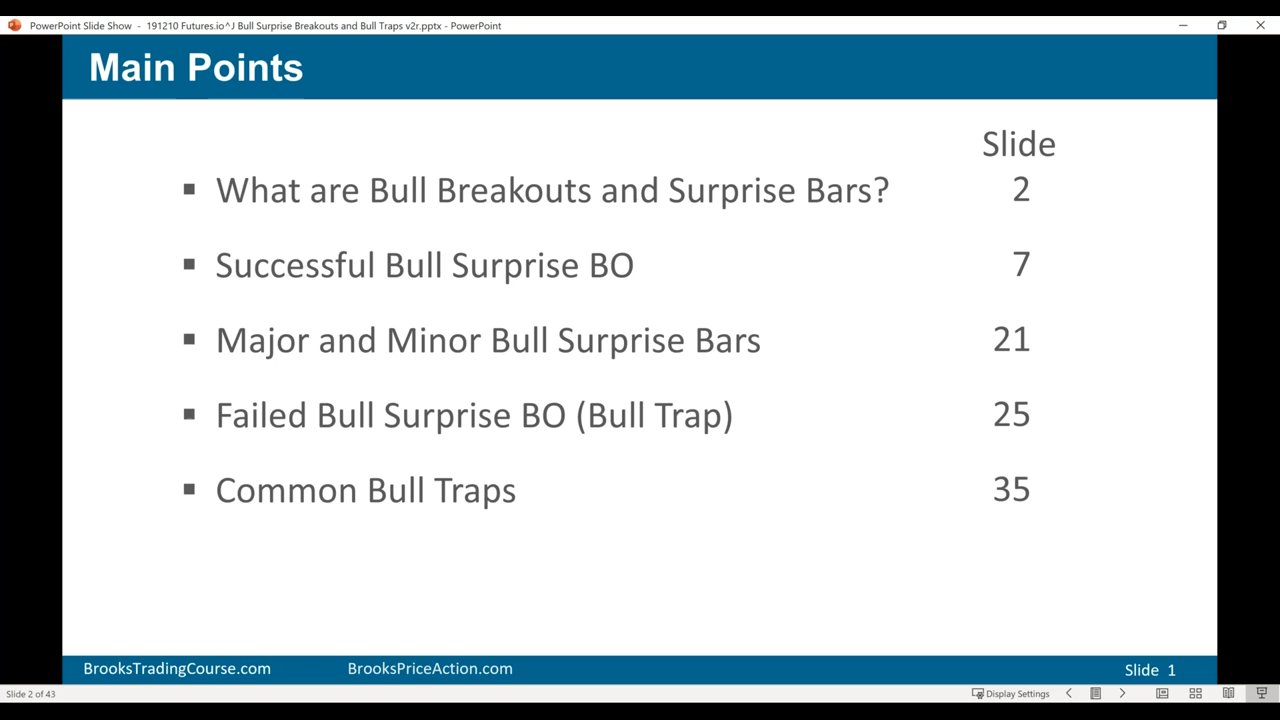 PowerPoint Slide Show - 191210 Futures.io^J Bull Surprise Breakouts and Bull Traps v2r.pptx - PowerPoint
Main Points
Slide
▪ What are Bull Breakouts and Surprise Bars? 2
▪ Successful Bull Surprise BO 7
▪ Major and Minor Bull Surprise Bars 21
▪ Failed Bull Surprise BO (Bull Trap) 25
▪ Common Bull Traps 35
BrooksTradingCourse.com BrooksPriceAction.com Slide 1
Slide 2 of 43 Display Settings